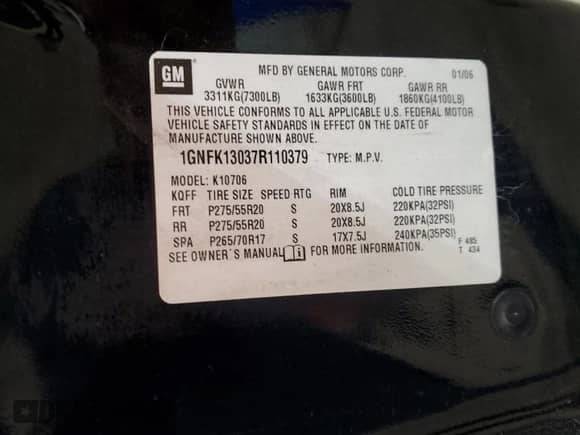 GM MFD BY GENERAL MOTORS CORP. 01/06
GVWR GAWR FRT GAWR RR
3311KG(7300LB) 1633KG(3600LB) 1860KG(4100LB)
THIS VEHICLE CONFORMS TO ALL APPLICABLE U.S. FEDERAL MOTOR
VEHICLE SAFETY STANDARDS IN EFFECT ON THE DATE OF
MANUFACTURE SHOWN ABOVE.
1GNFK13037R110379 TYPE: M.P.V.
MODEL: K10706
KQFF TIRE SIZE SPEED RTG RIM COLD TIRE PRESSURE
FRT P275/55R20 S 20X8.5J 220KPA(32PSI)
RR P275/55R20 S 20X8.5J 220KPA(32PSI)
SPA P265/70R17 S 17X7.5J 240KPA(35PSI)
SEE OWNER´S MANUAL FOR MORE INFORMATION.
F 485
T 434